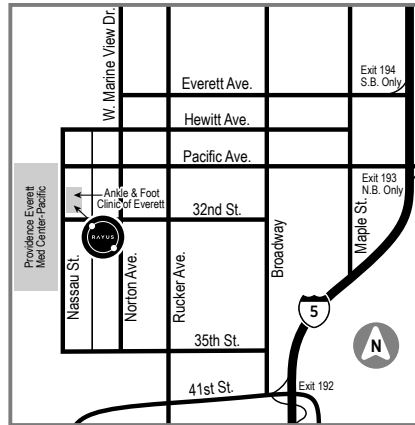 W. Marine View Dr.
Everett Ave.
Exit 194
S.B. Only
Hewitt Ave.
Pacific Ave.
Exit 193
N.B. Only
Providence Everett
Med Center-Pacific
Ankle & Foot
Clinic of Everett
32nd St.
RAYUS
Nassau St.
Norton Ave.
Rucker Ave.
Broadway
Maple St.
5
N
35th St.
41st St.
Exit 192